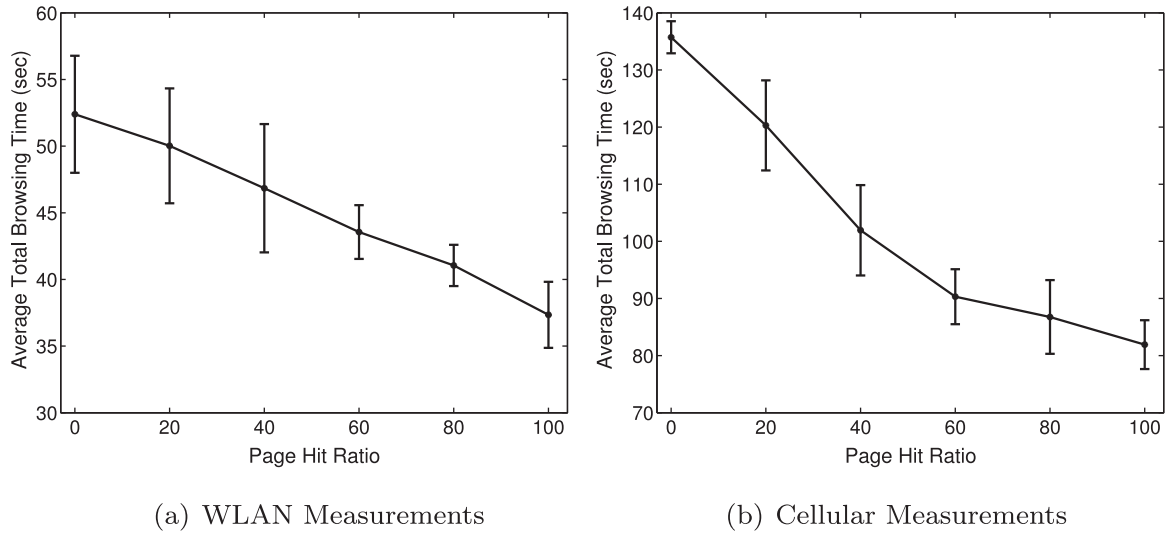 60
55
50
45
40
35
30
0 20 40 60 80 100
Average Total Browsing Time (sec)
Page Hit Ratio
(a) WLAN Measurements
140
130
120
110
100
90
80
70
0 20 40 60 80 100
Average Total Browsing Time (sec)
Page Hit Ratio
(b) Cellular Measurements